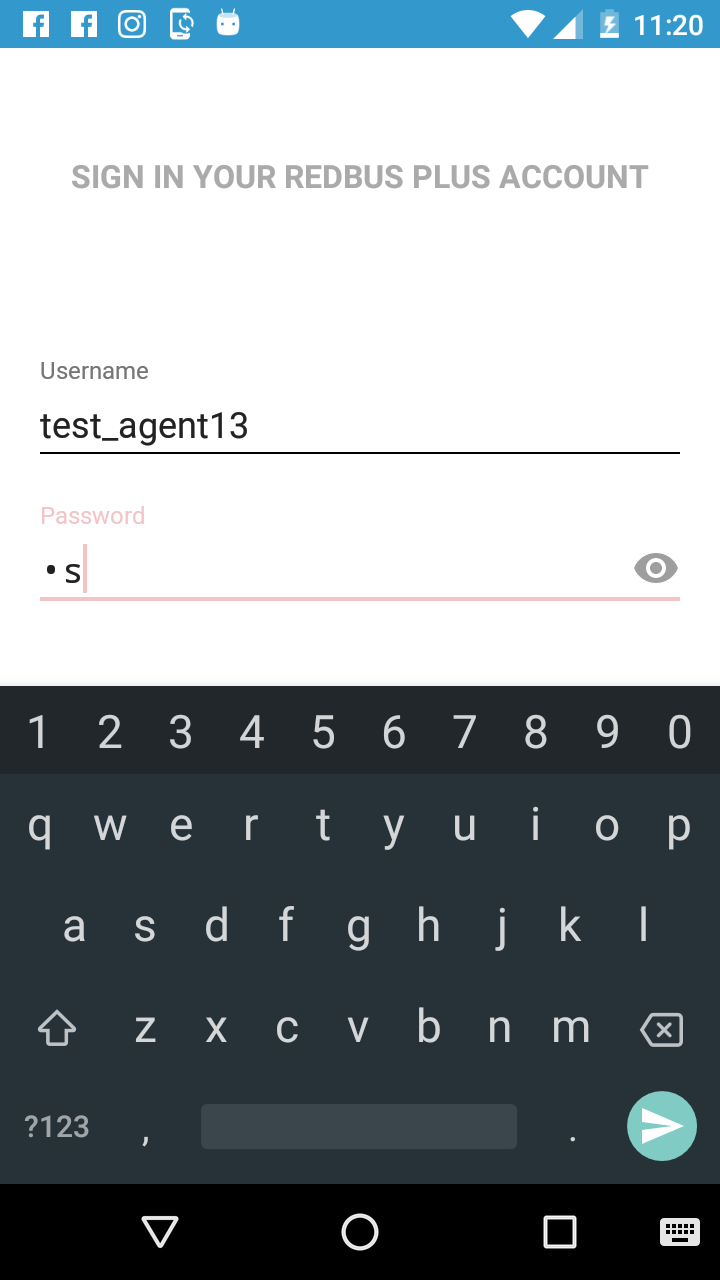 11:20
SIGN IN YOUR REDBUS PLUS ACCOUNT
Username
test_agent13
Password
•s
1 2 3 4 5 6 7 8 9 0
q w e r t y u i o p
a s d f g h j k l
z x c v b n m
?123 , .